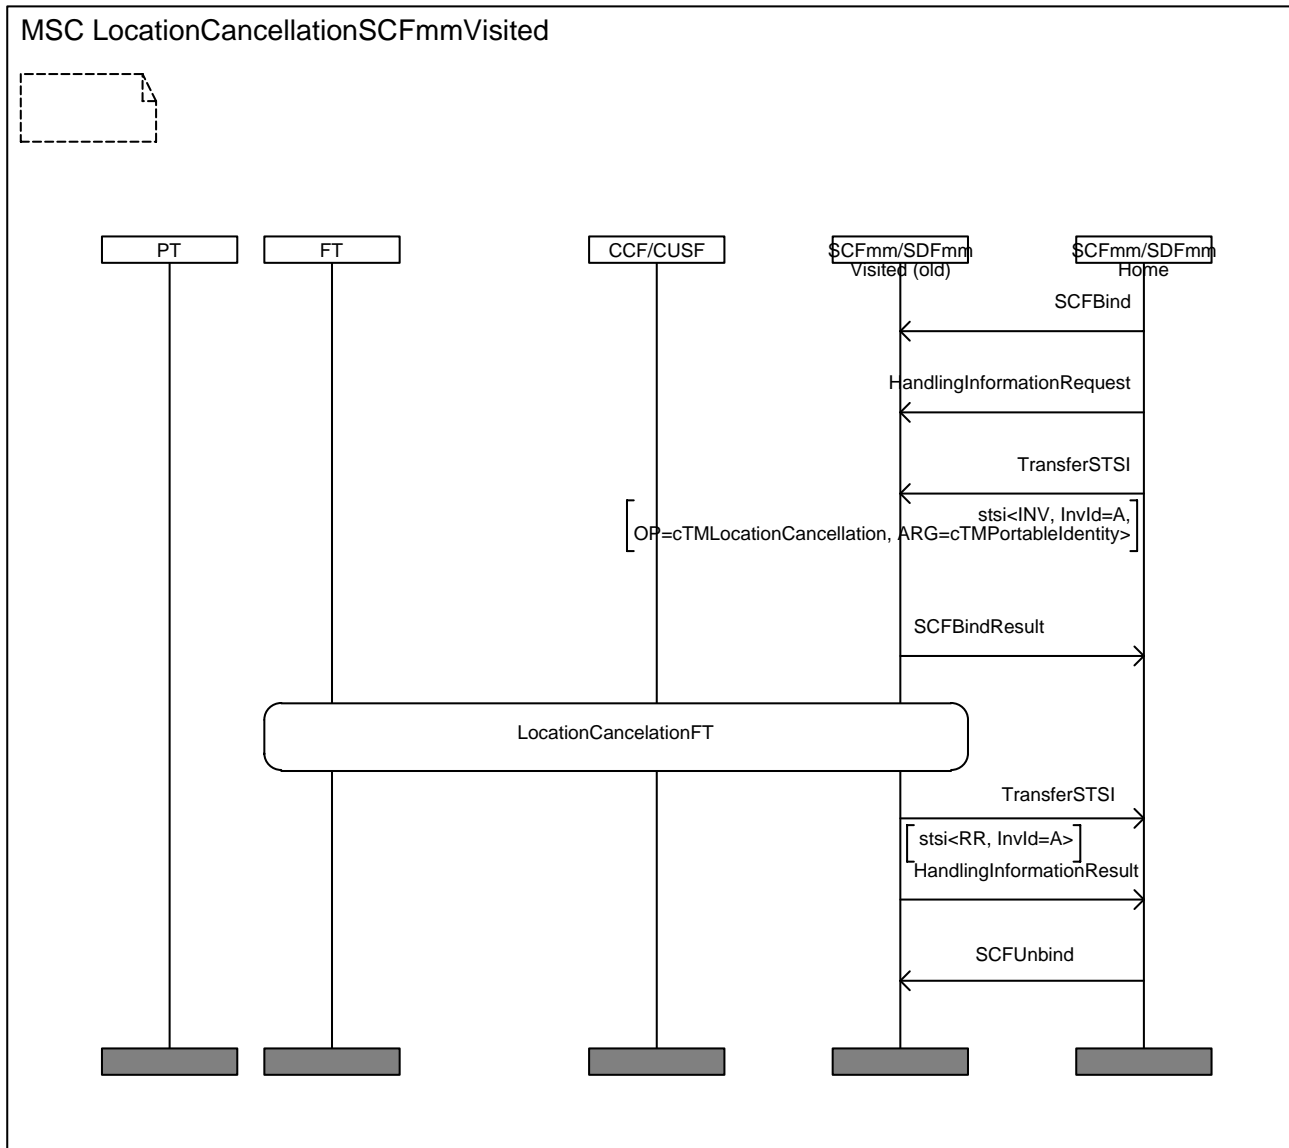 MSC LocationCancellationSCFmmVisited
PT
FT
CCF/CUSF
SCFmm/SDFmm
Visited (old)
SCFmm/SDFmm
Home
SCFBind
HandlingInformationRequest
TransferSTSI
stsi<INV, InvId=A,
OP=cTMLocationCancellation, ARG=cTMPortableIdentity>
SCFBindResult
LocationCancelationFT
TransferSTSI
stsi<RR, InvId=A>
HandlingInformationResult
SCFUnbind